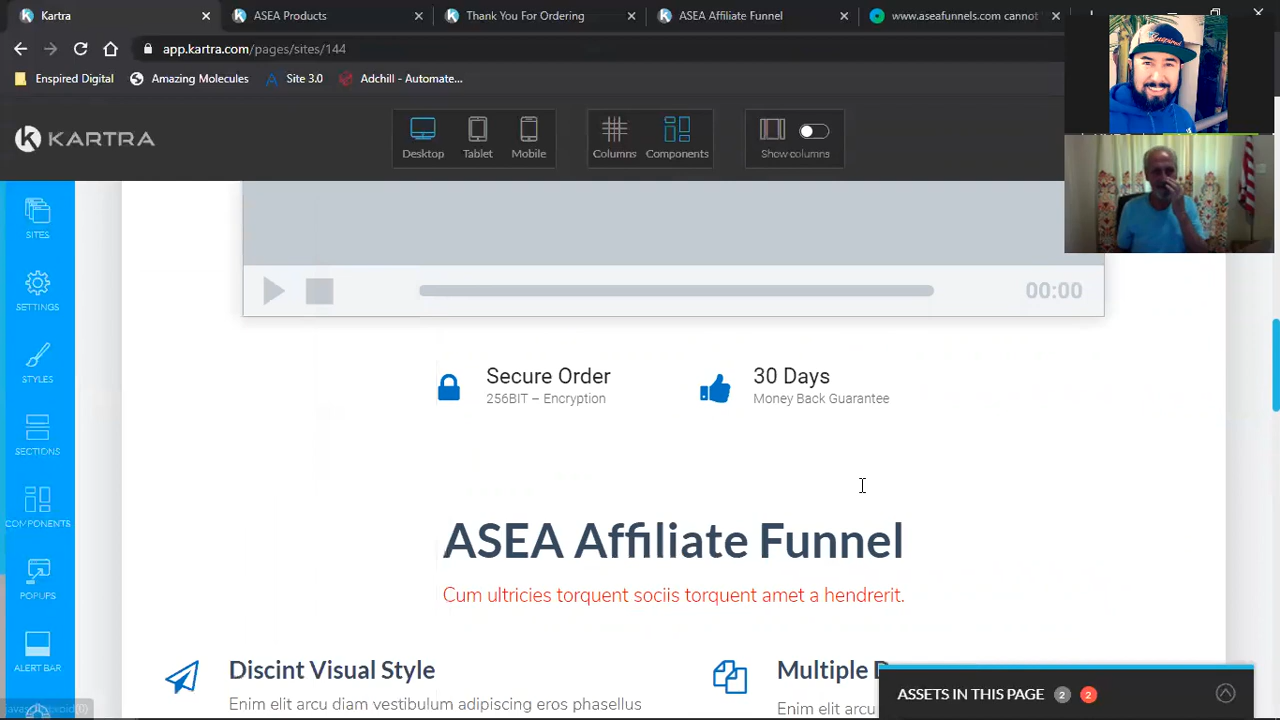 Kartra
ASEA Products
Thank You For Ordering
ASEA Affiliate Funnel
www.aseafunnels.com cannot
app.kartra.com/pages/sites/144
Enspired Digital
Amazing Molecules
Site 3.0
Adchill - Automate...
KARTRA
Desktop
Tablet
Mobile
Columns
Components
Show columns
SITES
SETTINGS
STYLES
SECTIONS
COMPONENTS
POPUPS
ALERT BAR
00:00
Secure Order
256BIT – Encryption
30 Days
Money Back Guarantee
ASEA Affiliate Funnel
Cum ultricies torquent sociis torquent amet a hendrerit.
Discint Visual Style
Enim elit arcu diam vestibulum adipiscing eros phasellus
Multiple
Enim elit arcu
ASSETS IN THIS PAGE 2 2